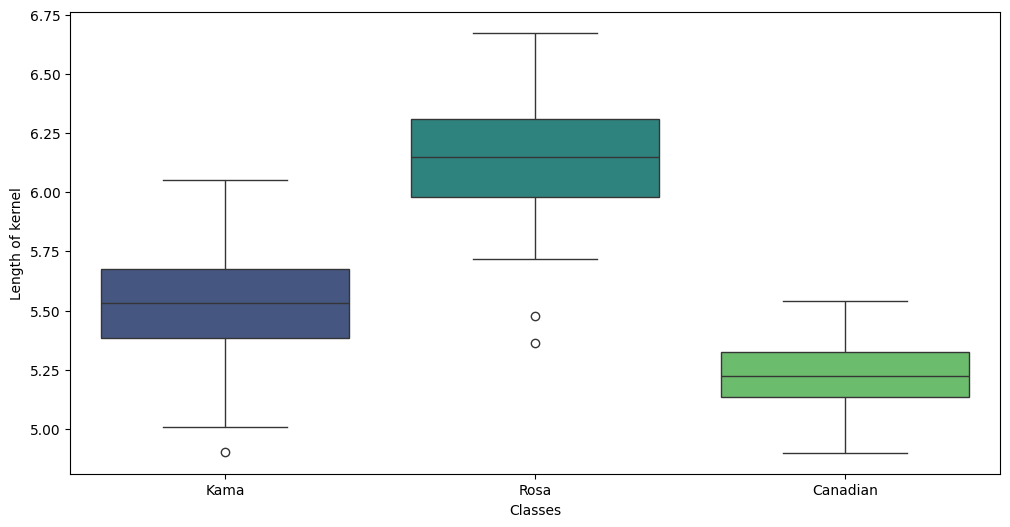 6.75
6.50
6.25
6.00
5.75
5.50
5.25
5.00
Length of kernel
Kama Rosa Canadian
Classes